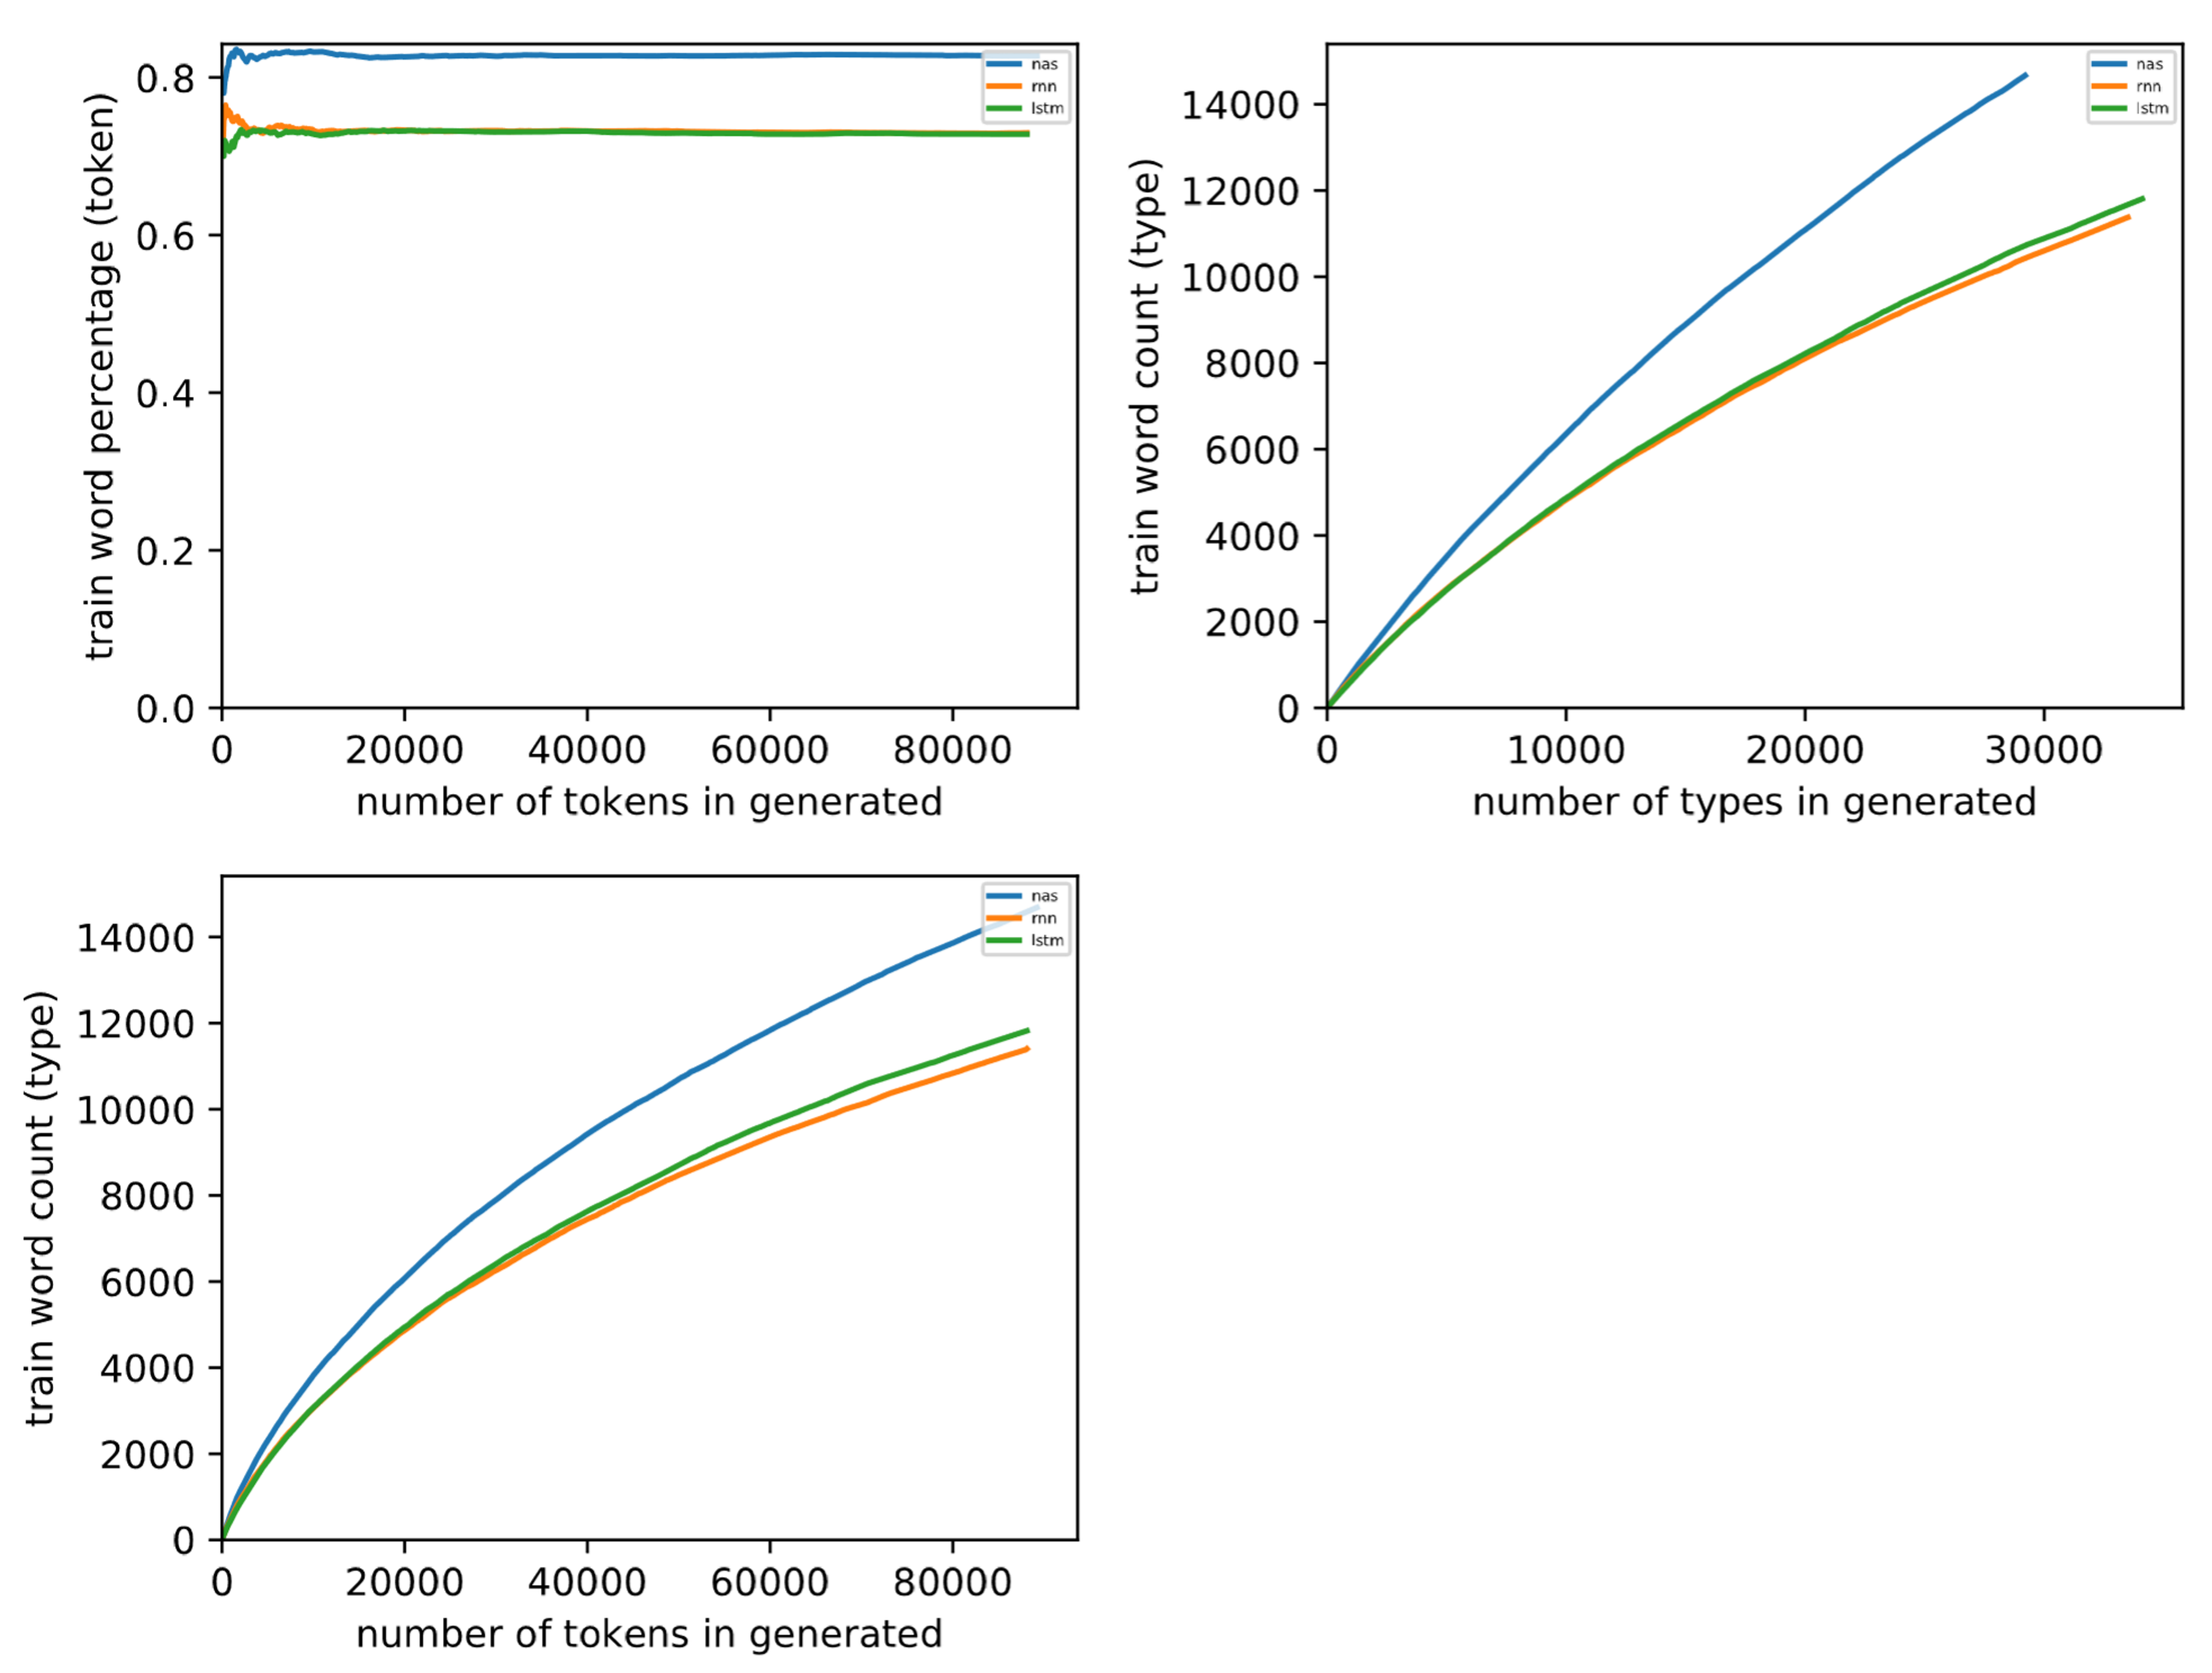 train word percentage (token)
0.8
0.6
0.4
0.2
0.0
0 20000 40000 60000 80000
number of tokens in generated
nas
rnn
lstm
train word count (type)
14000
12000
10000
8000
6000
4000
2000
0
0 10000 20000 30000
number of types in generated
nas
rnn
lstm
train word count (type)
14000
12000
10000
8000
6000
4000
2000
0
0 20000 40000 60000 80000
number of tokens in generated
nas
rnn
lstm